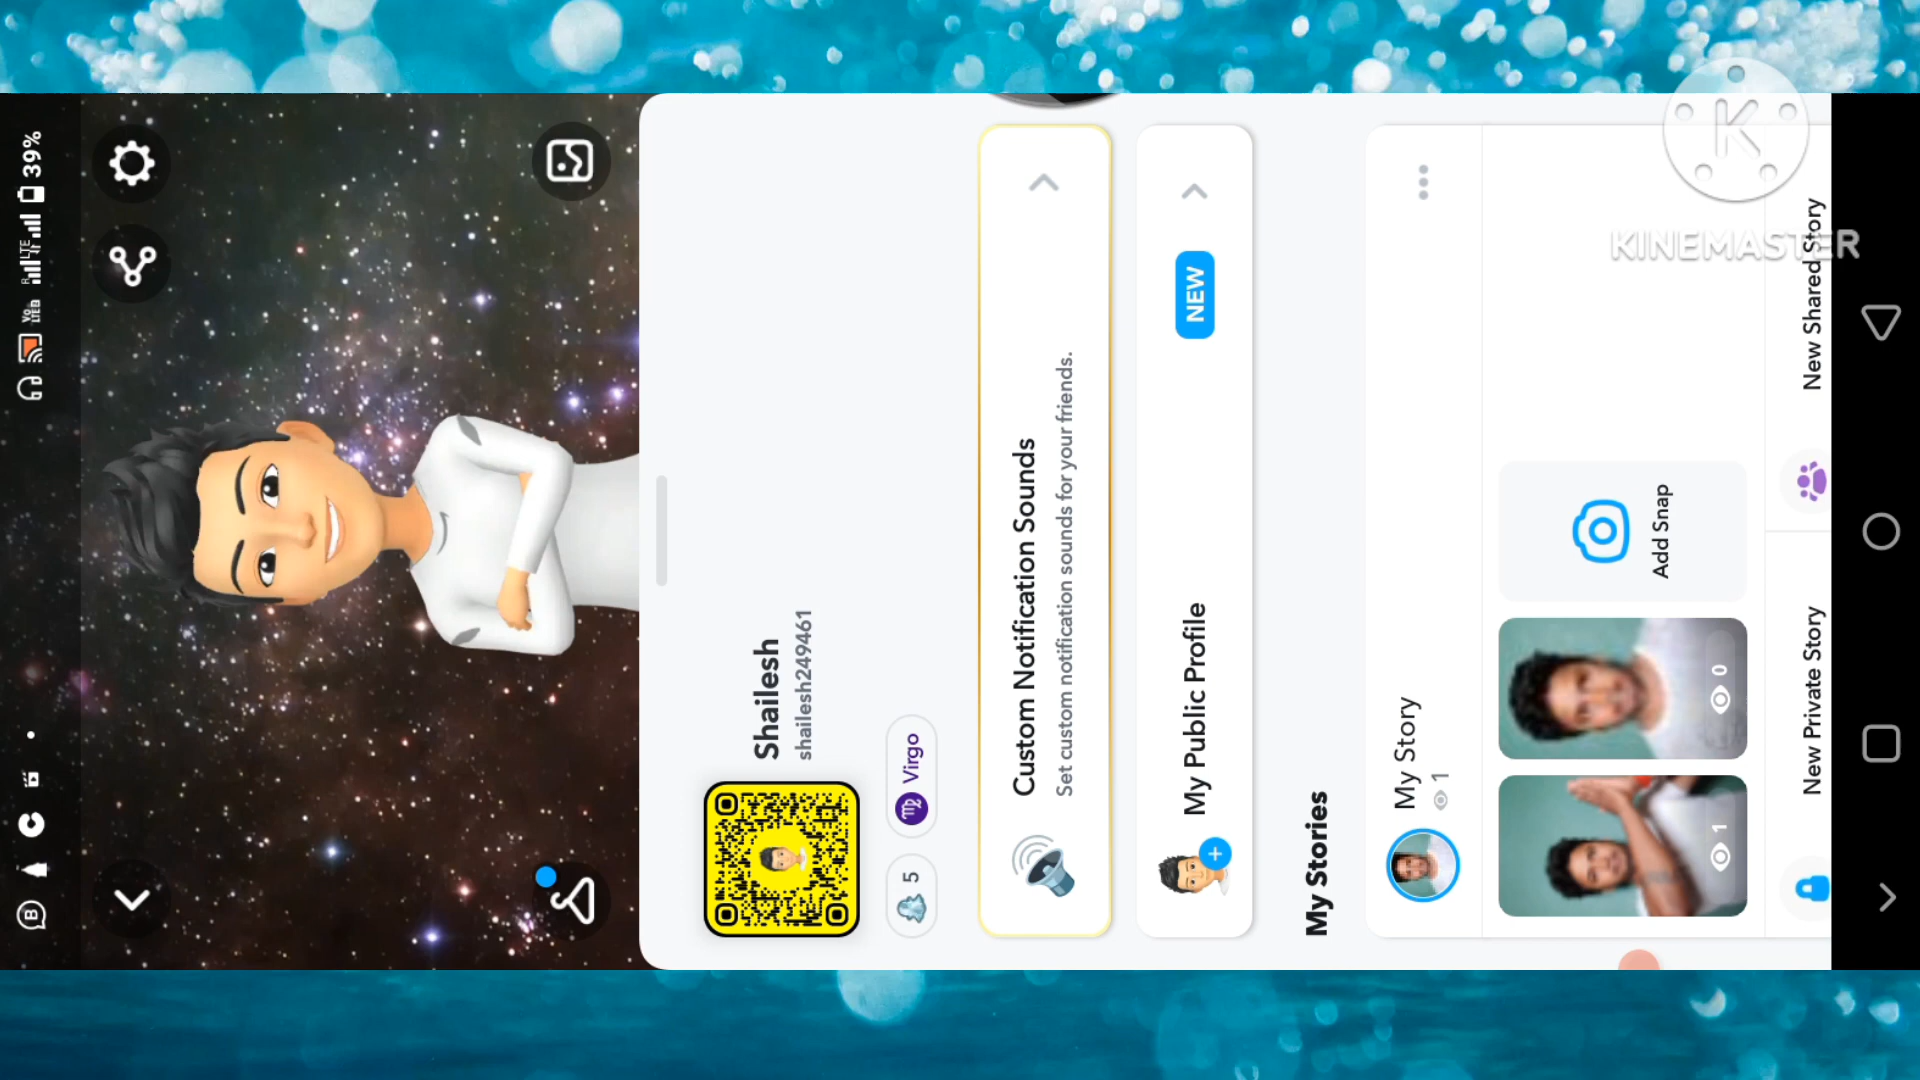 39%
Shailesh
shailesh249461
5
Virgo
Custom Notification Sounds
Set custom notification sounds for your friends.
My Public Profile
NEW
My Stories
My Story
1
1
0
Add Snap
New Private Story
New Shared Story
KINEMASTER